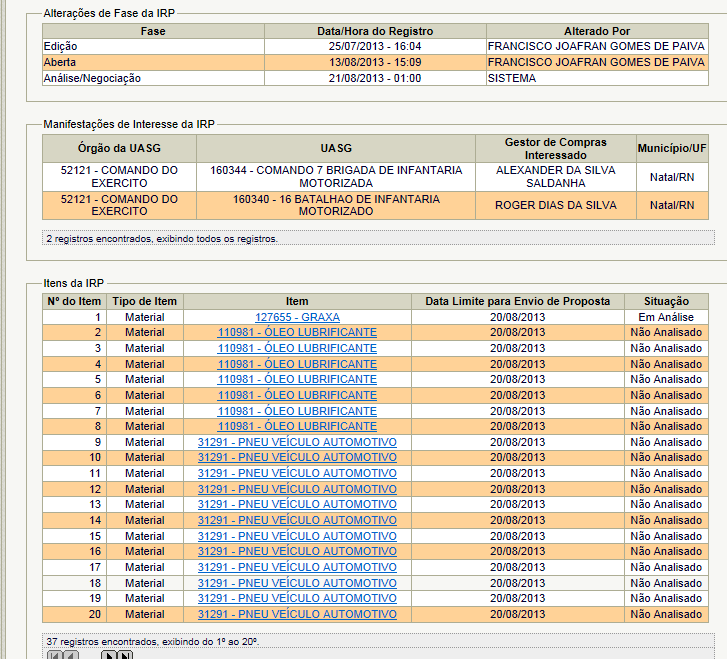 Alterações de Fase da IRP
Fase Data/Hora do Registro Alterado Por
Edição 25/07/2013 - 16:04 FRANCISCO JOAFRAN GOMES DE PAIVA
Aberta 13/08/2013 - 15:09 FRANCISCO JOAFRAN GOMES DE PAIVA
Análise/Negociação 21/08/2013 - 01:00 SISTEMA
Manifestações de Interesse da IRP
Órgão da UASG UASG Gestor de Compras Interessado Município/UF
52121 - COMANDO DO EXERCITO 160344 - COMANDO 7 BRIGADA DE INFANTARIA MOTORIZADA ALEXANDER DA SILVA SALDANHA Natal/RN
52121 - COMANDO DO EXERCITO 160340 - 16 BATALHAO DE INFANTARIA MOTORIZADO ROGER DIAS DA SILVA Natal/RN
2 registros encontrados, exibindo todos os registros.
Itens da IRP
Nº do Item Tipo de Item Item Data Limite para Envio de Proposta Situação
1 Material 127655 - GRAXA 20/08/2013 Em Análise
2 Material 110981 - ÓLEO LUBRIFICANTE 20/08/2013 Não Analisado
3 Material 110981 - ÓLEO LUBRIFICANTE 20/08/2013 Não Analisado
4 Material 110981 - ÓLEO LUBRIFICANTE 20/08/2013 Não Analisado
5 Material 110981 - ÓLEO LUBRIFICANTE 20/08/2013 Não Analisado
6 Material 110981 - ÓLEO LUBRIFICANTE 20/08/2013 Não Analisado
7 Material 110981 - ÓLEO LUBRIFICANTE 20/08/2013 Não Analisado
8 Material 110981 - ÓLEO LUBRIFICANTE 20/08/2013 Não Analisado
9 Material 31291 - PNEU VEÍCULO AUTOMOTIVO 20/08/2013 Não Analisado
10 Material 31291 - PNEU VEÍCULO AUTOMOTIVO 20/08/2013 Não Analisado
11 Material 31291 - PNEU VEÍCULO AUTOMOTIVO 20/08/2013 Não Analisado
12 Material 31291 - PNEU VEÍCULO AUTOMOTIVO 20/08/2013 Não Analisado
13 Material 31291 - PNEU VEÍCULO AUTOMOTIVO 20/08/2013 Não Analisado
14 Material 31291 - PNEU VEÍCULO AUTOMOTIVO 20/08/2013 Não Analisado
15 Material 31291 - PNEU VEÍCULO AUTOMOTIVO 20/08/2013 Não Analisado
16 Material 31291 - PNEU VEÍCULO AUTOMOTIVO 20/08/2013 Não Analisado
17 Material 31291 - PNEU VEÍCULO AUTOMOTIVO 20/08/2013 Não Analisado
18 Material 31291 - PNEU VEÍCULO AUTOMOTIVO 20/08/2013 Não Analisado
19 Material 31291 - PNEU VEÍCULO AUTOMOTIVO 20/08/2013 Não Analisado
20 Material 31291 - PNEU VEÍCULO AUTOMOTIVO 20/08/2013 Não Analisado
37 registros encontrados, exibindo do 1º ao 20º.